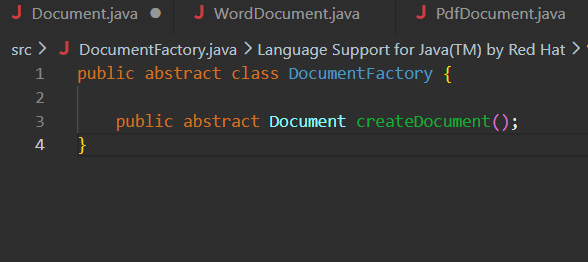 Document.java WordDocument.java PdfDocument.java
src > DocumentFactory.java > Language Support for Java(TM) by Red Hat >
1 public abstract class DocumentFactory {
2
3 public abstract Document createDocument();
4 }